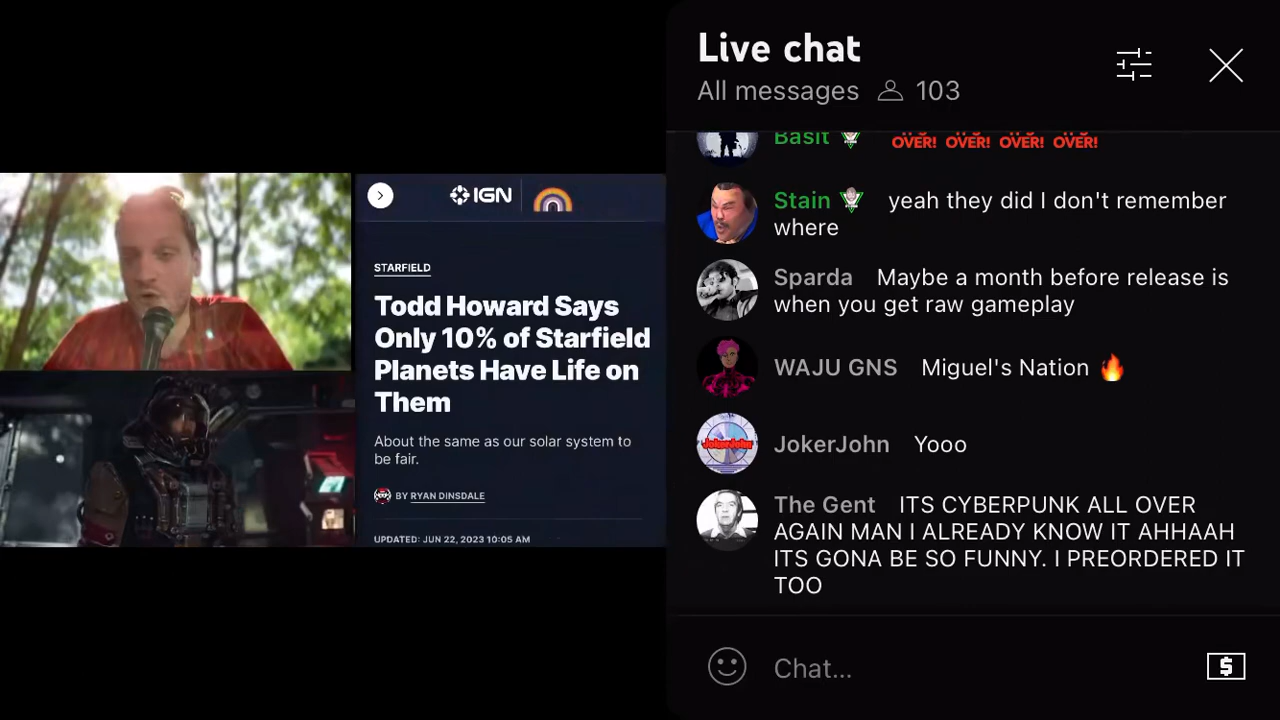 IGN
STARFIELD
Todd Howard Says
Only 10% of Starfield
Planets Have Life on
Them
About the same as our solar system to
be fair.
BY RYAN DINSDALE
UPDATED: JUN 22, 2023 10:05 AM
Live chat
All messages 103
Basit OVER! OVER! OVER! OVER!
Stain yeah they did I don't remember
where
Sparda Maybe a month before release is
when you get raw gameplay
WAJU GNS Miguel's Nation 🔥
JokerJohn Yooo
JokerJohn
The Gent ITS CYBERPUNK ALL OVER
AGAIN MAN I ALREADY KNOW IT AHHAAH
ITS GONA BE SO FUNNY. I PREORDERED IT
TOO
Chat...
$